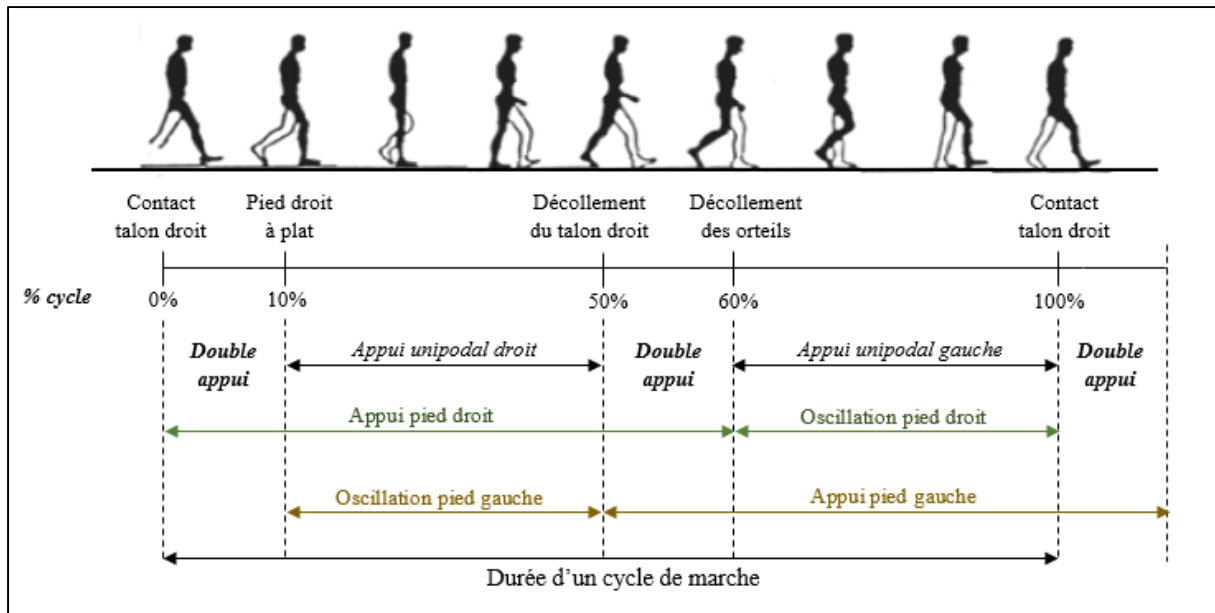 Contact
talon droit
Pied droit
à plat
Décollement
du talon droit
Décollement
des orteils
Contact
talon droit
% cycle
0%
10%
50%
60%
100%
Double
appui
Appui unipodal droit
Double
appui
Appui unipodal gauche
Double
appui
Appui pied droit
Oscillation pied droit
Oscillation pied gauche
Appui pied gauche
Durée d’un cycle de marche